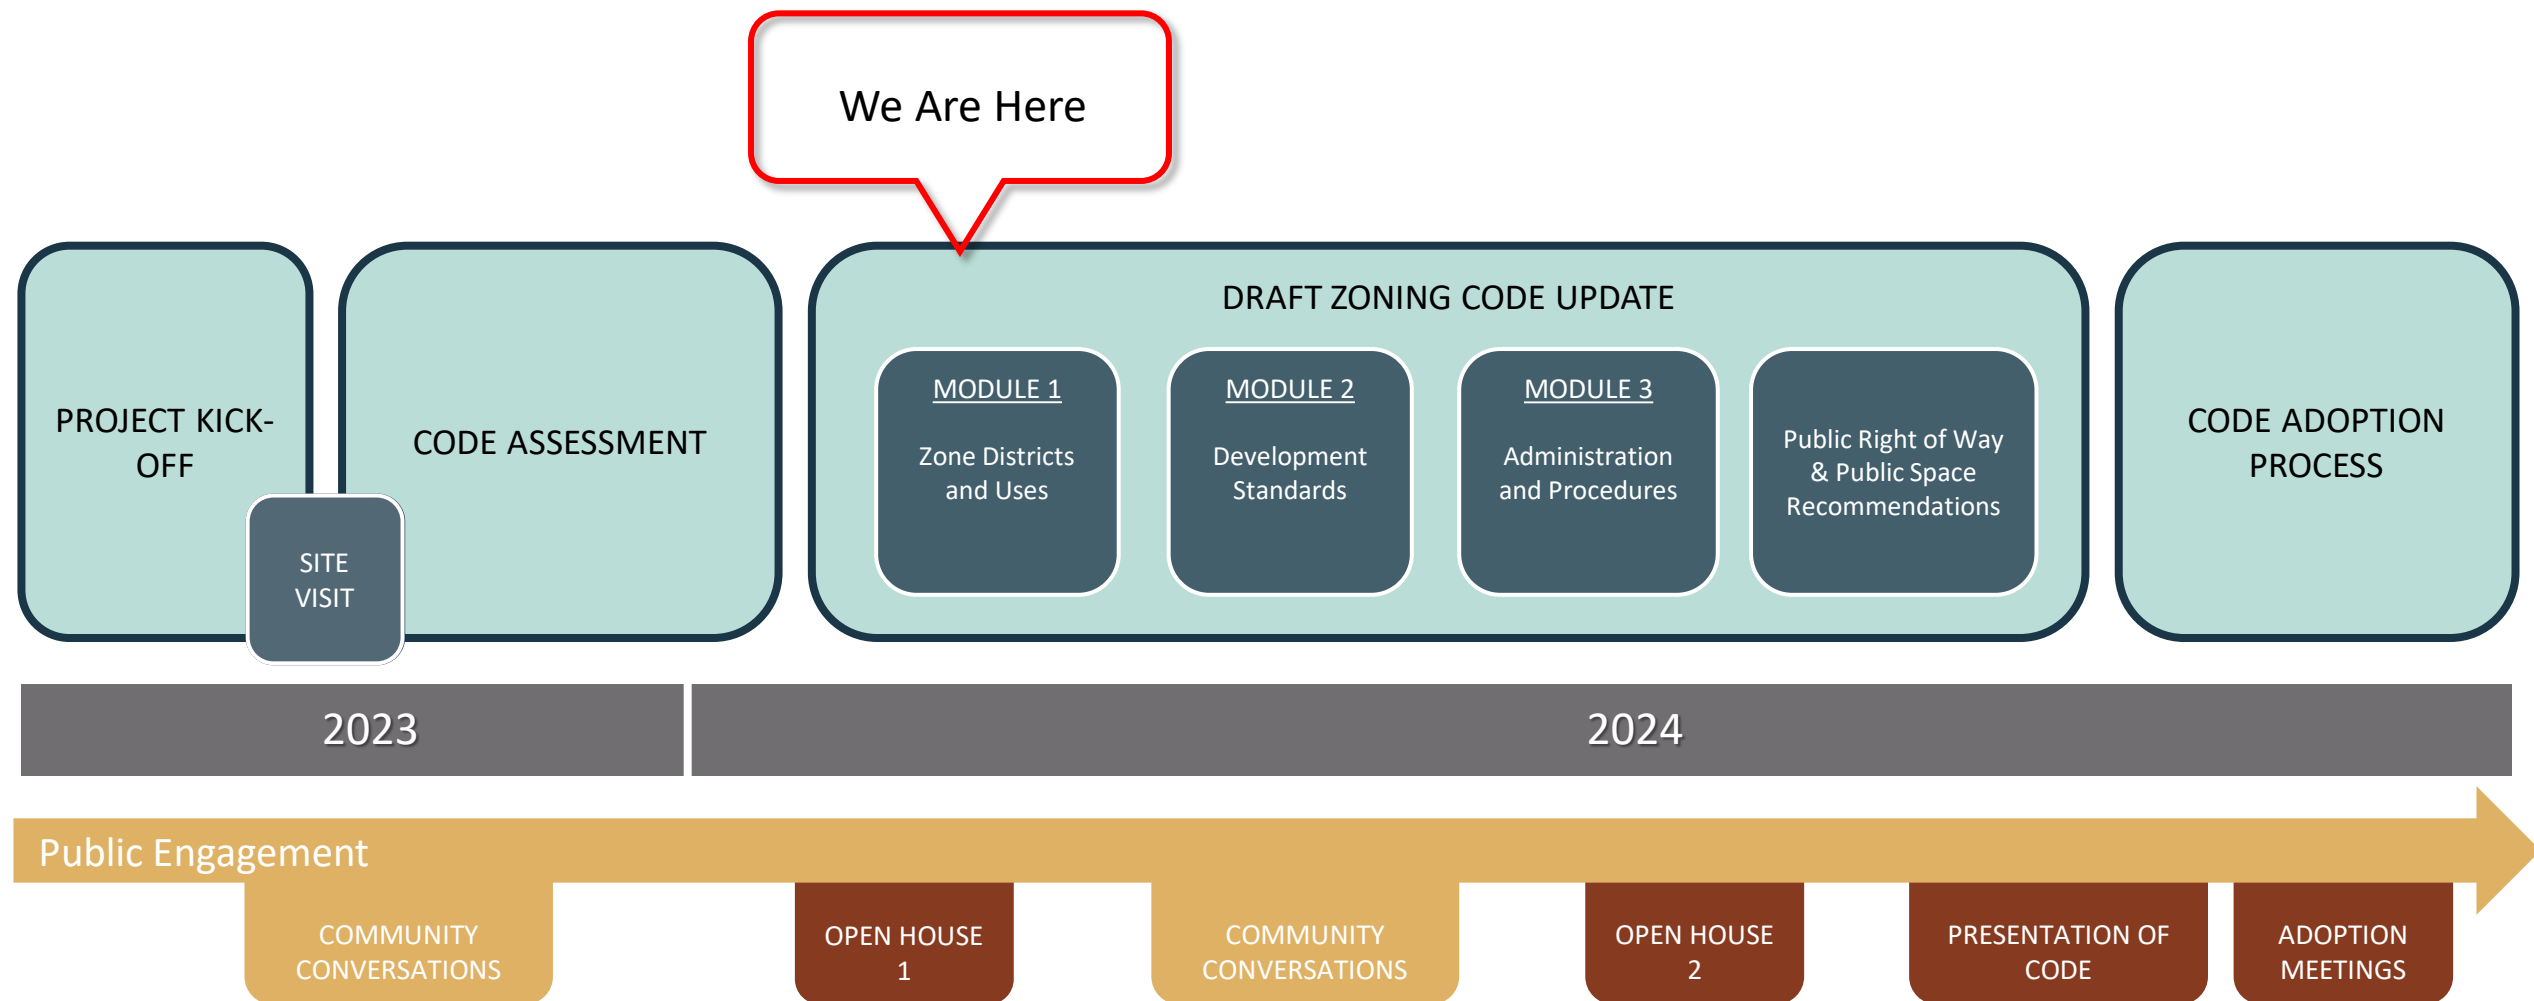 We Are Here
PROJECT KICK-
OFF
SITE
VISIT
CODE ASSESSMENT
DRAFT ZONING CODE UPDATE
MODULE 1
Zone Districts
and Uses
MODULE 2
Development
Standards
MODULE 3
Administration
and Procedures
Public Right of Way
& Public Space
Recommendations
CODE ADOPTION
PROCESS
2023
2024
Public Engagement
COMMUNITY
CONVERSATIONS
OPEN HOUSE
1
COMMUNITY
CONVERSATIONS
OPEN HOUSE
2
PRESENTATION OF
CODE
ADOPTION
MEETINGS